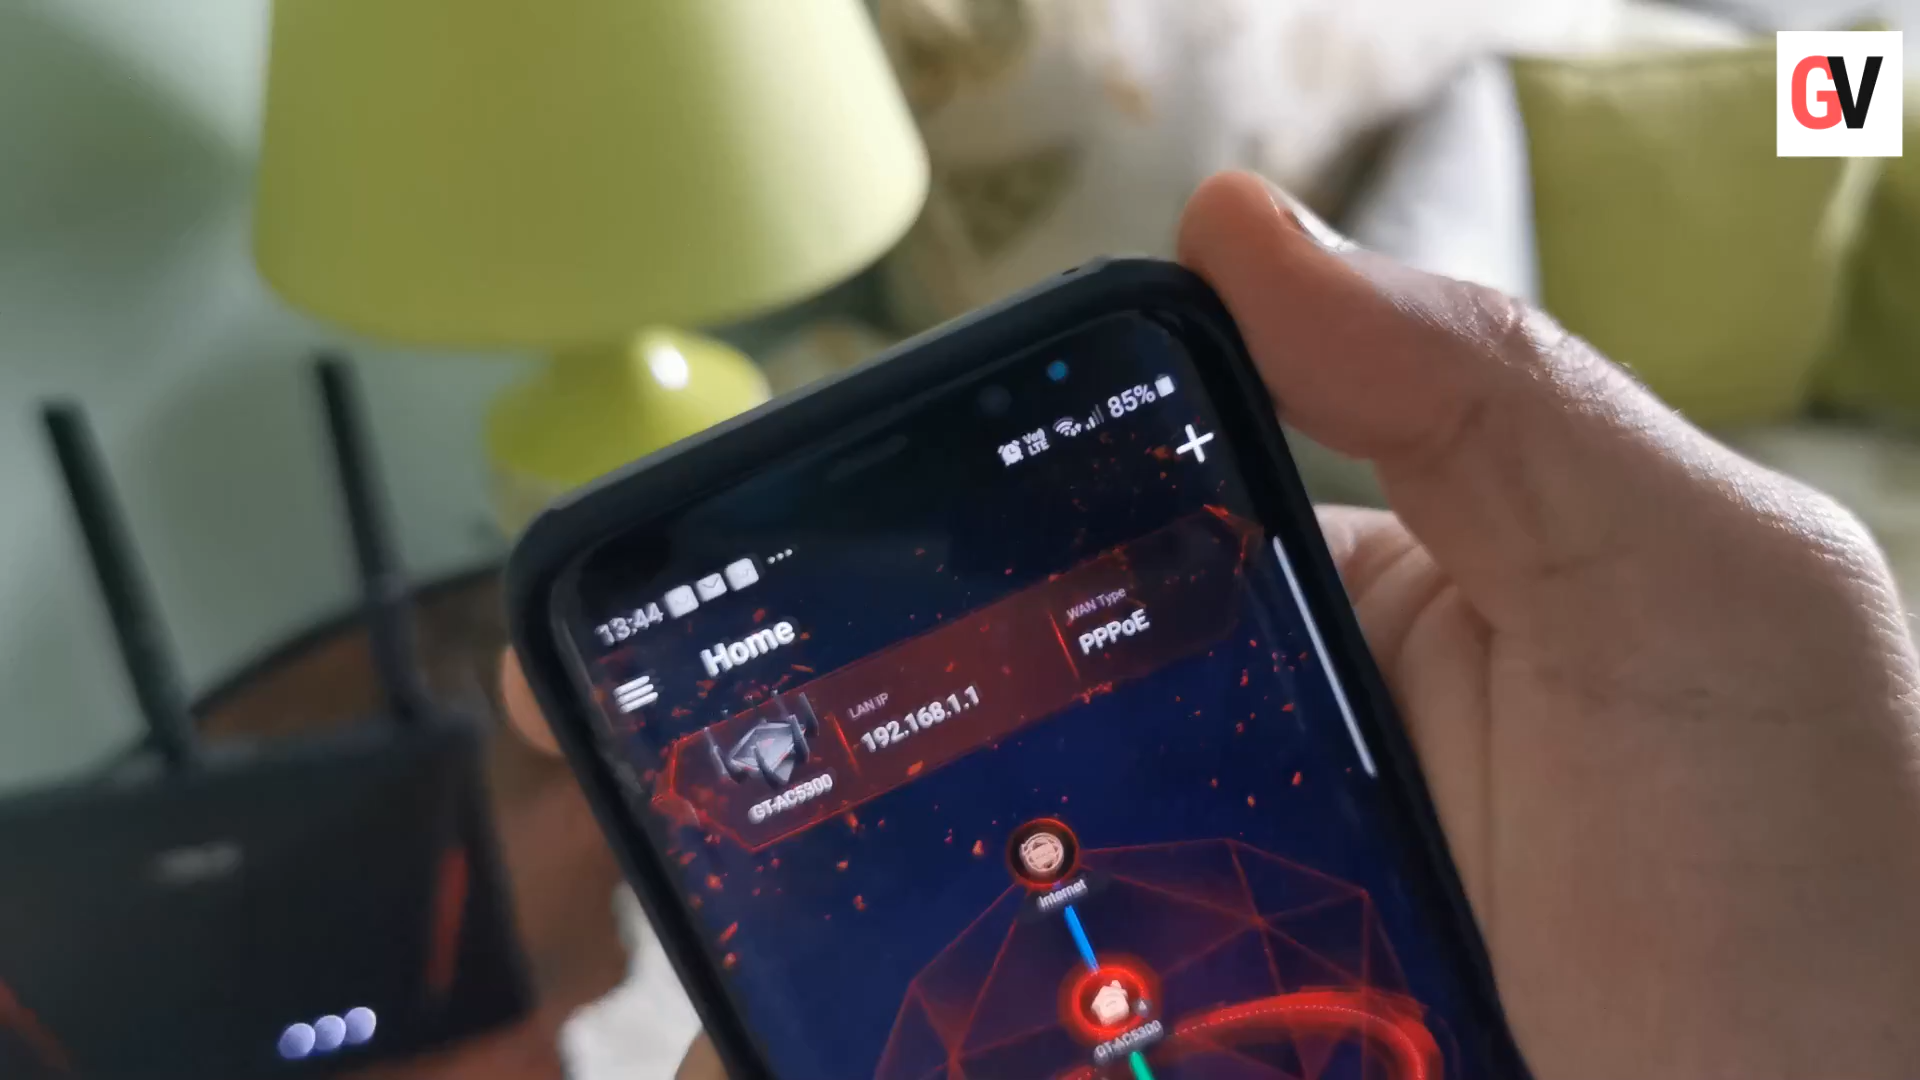 GV
85%
13:44
Home
WAN Type
PPPoE
LAN IP
192.168.1.1
GT-AC5300
Internet
GT-AC5300